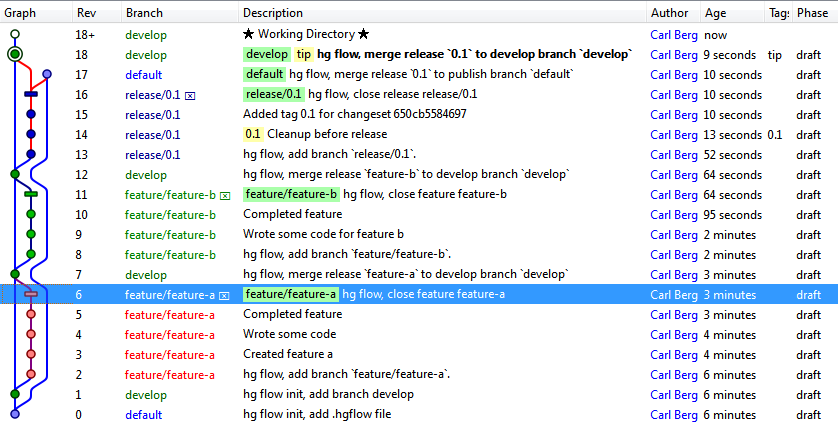 Graph Rev Branch Description Author Age Tags Phase
18+ develop ★ Working Directory ★ Carl Berg now
18 develop develop tip hg flow, merge release `0.1` to develop branch `develop` Carl Berg 9 seconds tip draft
17 default default hg flow, merge release `0.1` to publish branch `default` Carl Berg 10 seconds draft
16 release/0.1 release/0.1 hg flow, close release release/0.1 Carl Berg 10 seconds draft
15 release/0.1 Added tag 0.1 for changeset 650cb5584697 Carl Berg 10 seconds draft
14 release/0.1 0.1 Cleanup before release Carl Berg 13 seconds 0.1 draft
13 release/0.1 hg flow, add branch `release/0.1`. Carl Berg 52 seconds draft
12 develop hg flow, merge release `feature-b` to develop branch `develop` Carl Berg 64 seconds draft
11 feature/feature-b feature/feature-b hg flow, close feature feature-b Carl Berg 64 seconds draft
10 feature/feature-b Completed feature Carl Berg 95 seconds draft
9 feature/feature-b Wrote some code for feature b Carl Berg 2 minutes draft
8 feature/feature-b hg flow, add branch `feature/feature-b`. Carl Berg 2 minutes draft
7 develop hg flow, merge release `feature-a` to develop branch `develop` Carl Berg 3 minutes draft
6 feature/feature-a feature/feature-a hg flow, close feature feature-a Carl Berg 3 minutes draft
5 feature/feature-a Completed feature Carl Berg 3 minutes draft
4 feature/feature-a Wrote some code Carl Berg 4 minutes draft
3 feature/feature-a Created feature a Carl Berg 4 minutes draft
2 feature/feature-a hg flow, add branch `feature/feature-a`. Carl Berg 6 minutes draft
1 develop hg flow init, add branch develop Carl Berg 6 minutes draft
0 default hg flow init, add .hgflow file Carl Berg 6 minutes draft